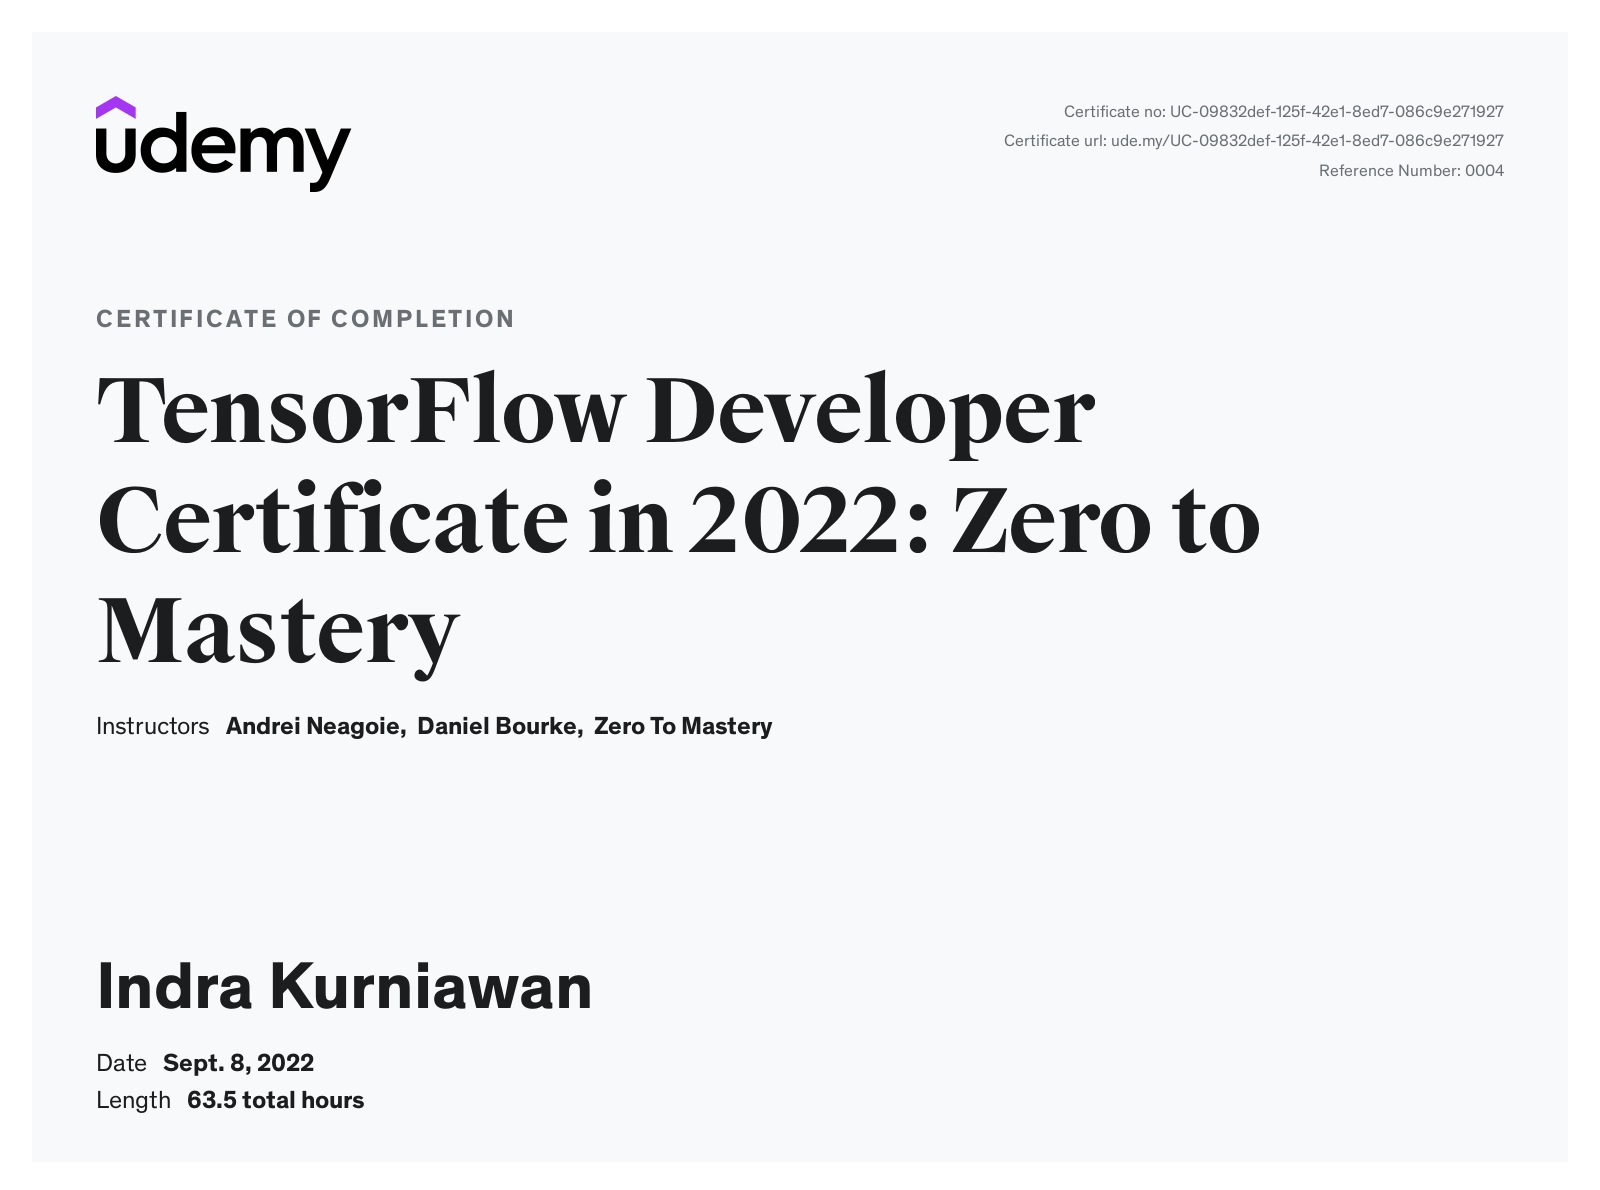 udemy
Certificate no: UC-09832def-125f-42e1-8ed7-086c9e271927
Certificate url: ude.my/UC-09832def-125f-42e1-8ed7-086c9e271927
Reference Number: 0004
CERTIFICATE OF COMPLETION
TensorFlow Developer
Certificate in 2022: Zero to
Mastery
Instructors Andrei Neagoie, Daniel Bourke, Zero To Mastery
Indra Kurniawan
Date Sept. 8, 2022
Length 63.5 total hours